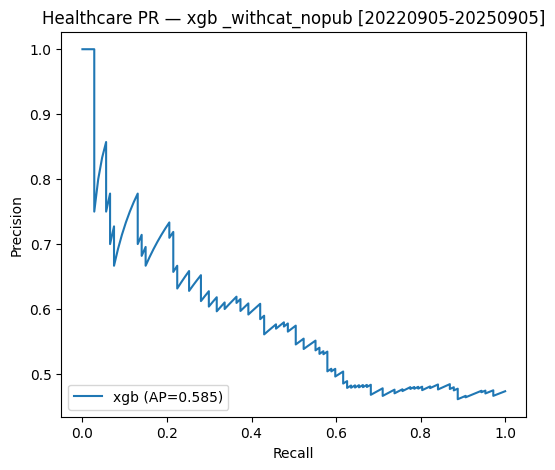 Healthcare PR — xgb _withcat_nopub [20220905-20250905]
1.0
0.9
0.8
0.7
0.6
0.5
Precision
xgb (AP=0.585)
0.0 0.2 0.4 0.6 0.8 1.0
Recall